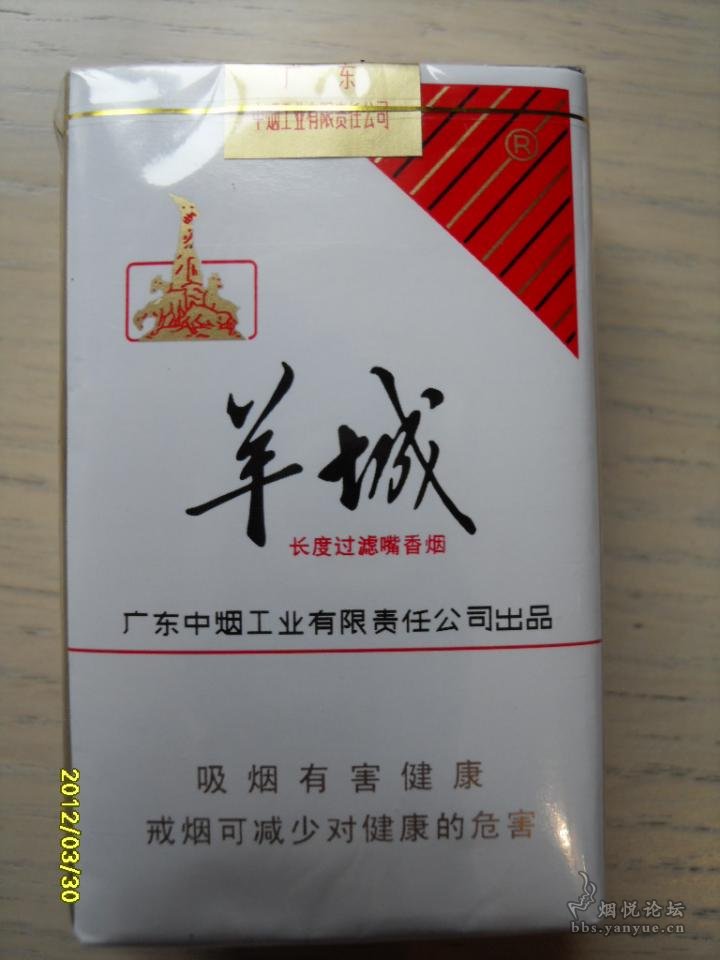 广东
中烟工业有限责任公司
®
羊城
长度过滤嘴香烟
广东中烟工业有限责任公司出品
吸烟有害健康
戒烟可减少对健康的危害
2012/03/30
烟悦论坛
bbs.yanyue.cn